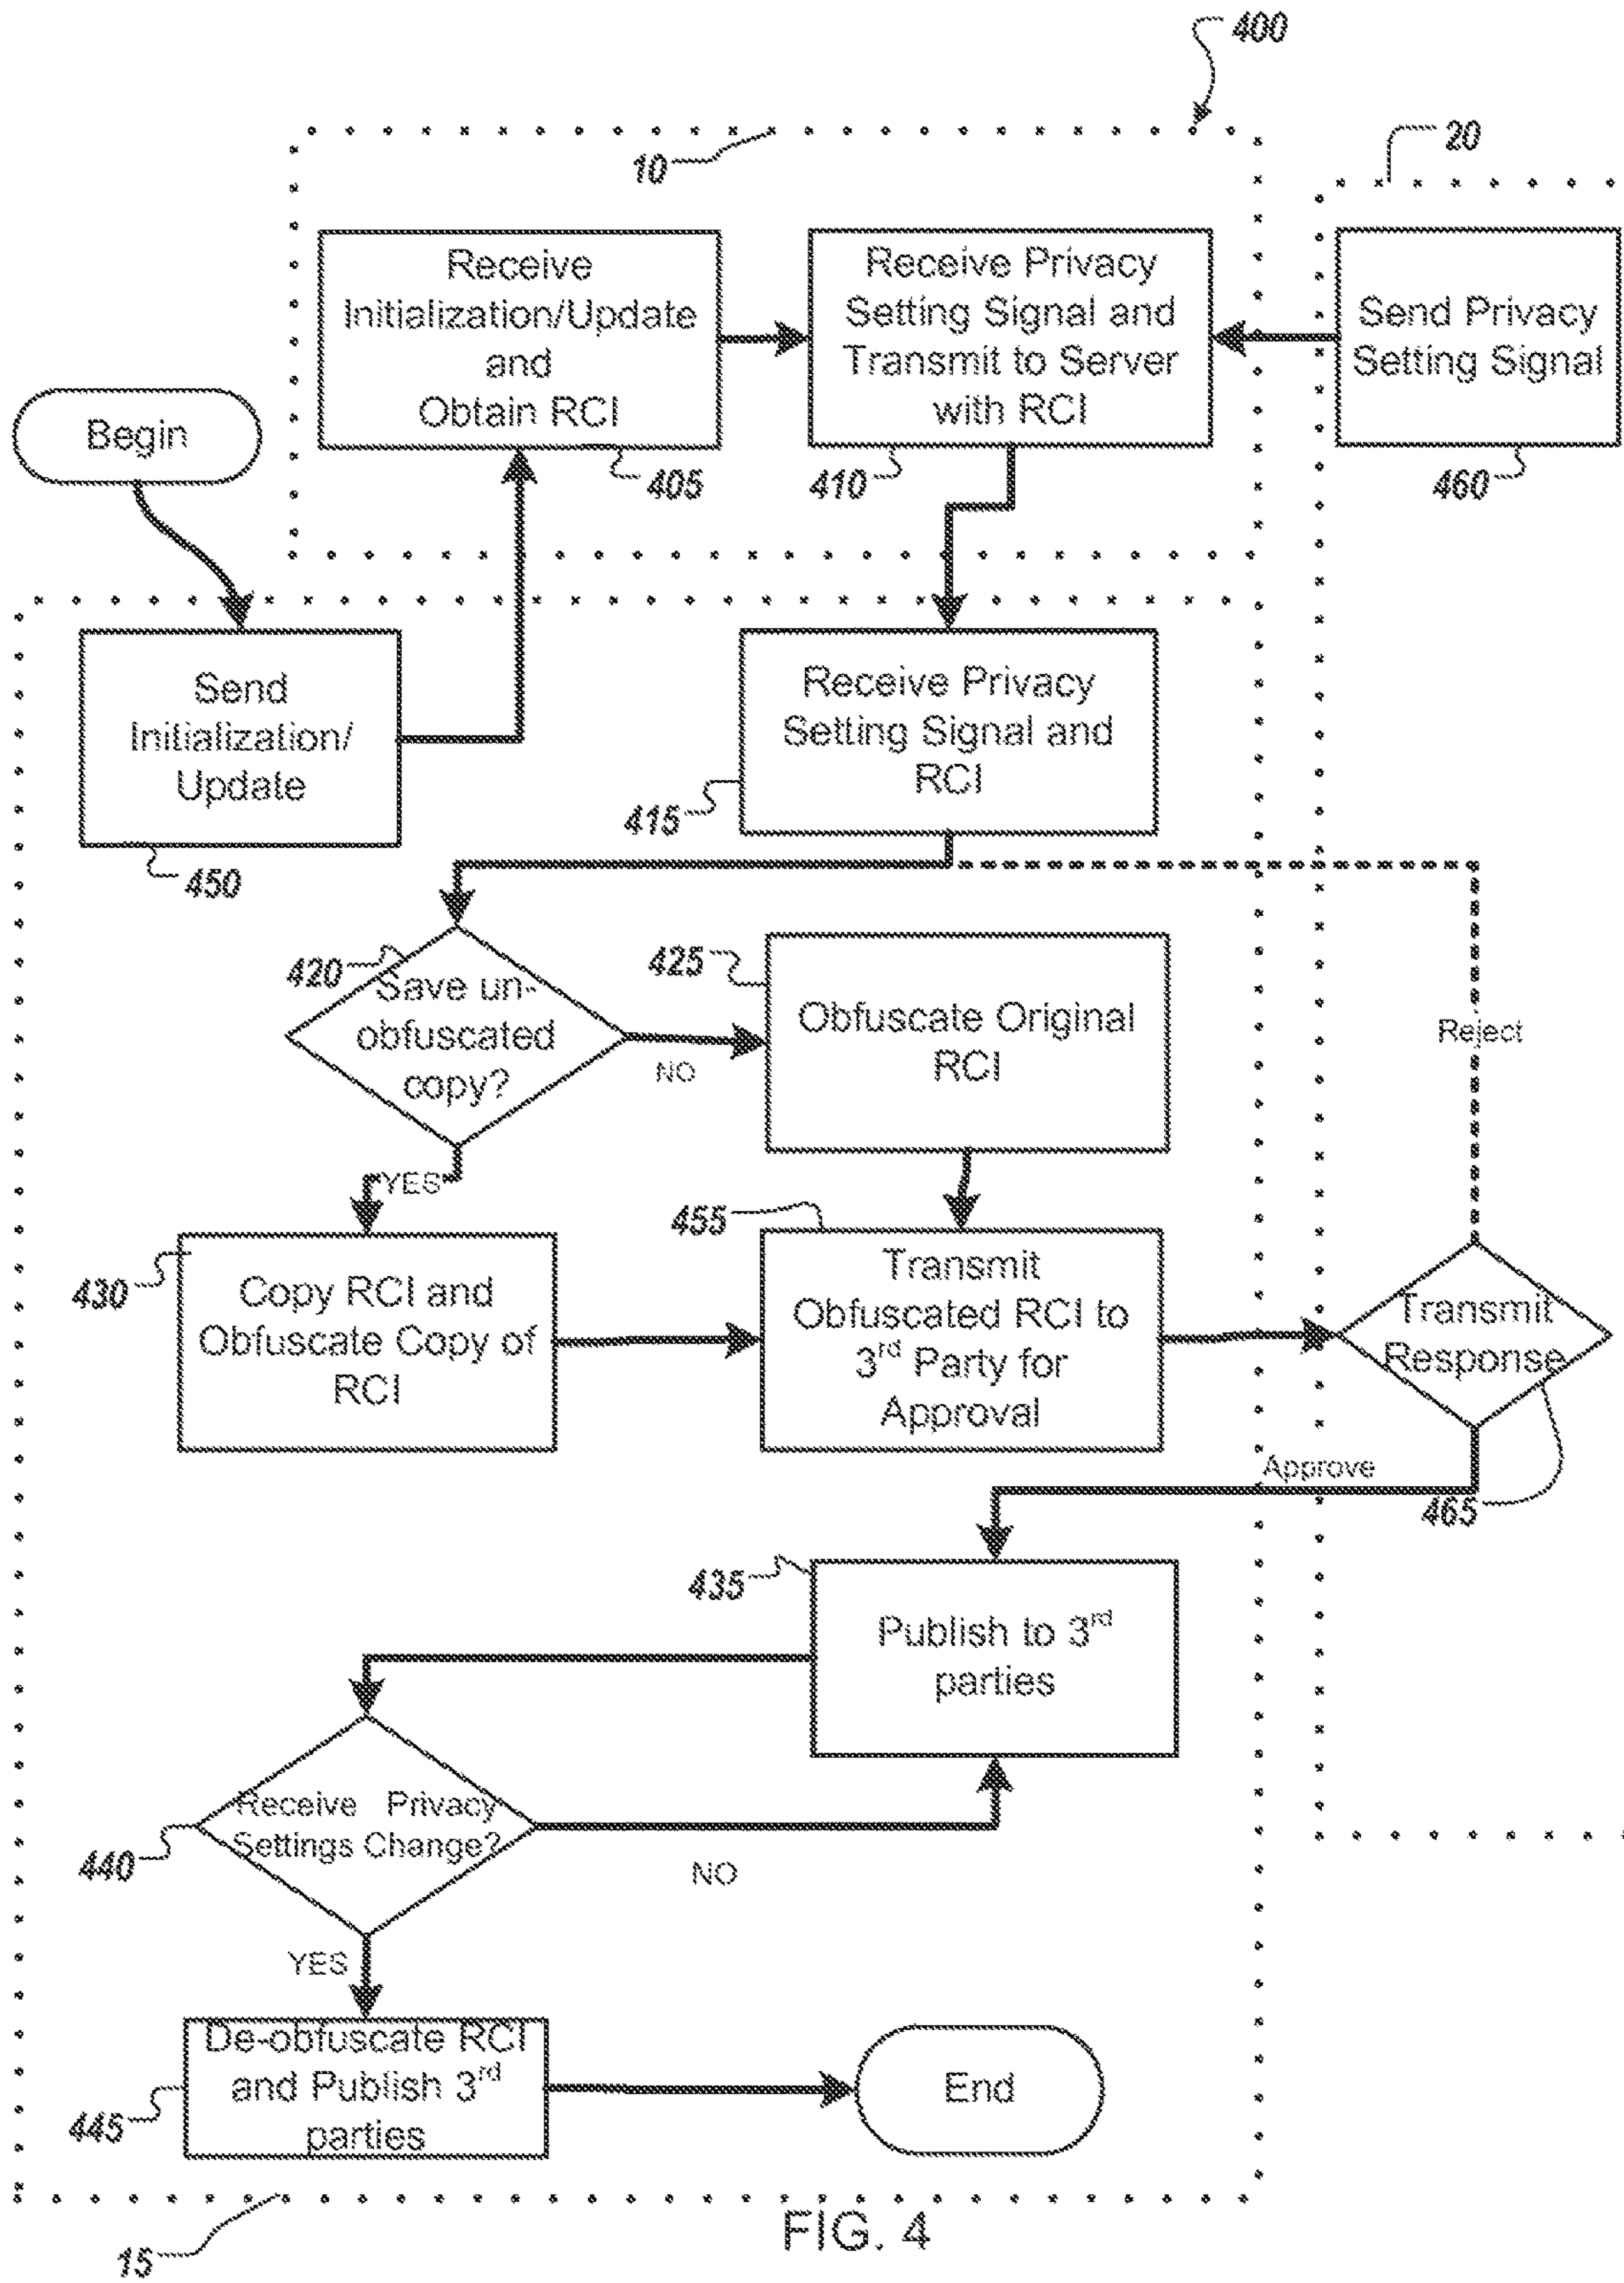 400
10
20
Receive
Initialization/Update
and
Obtain RCI
405
Receive Privacy
Setting Signal and
Transmit to Server
with RCI
410
Send Privacy
Setting Signal
460
Begin
Send
Initialization/
Update
450
Receive Privacy
Setting Signal and
RCI
415
420
Save un-
obfuscated
copy?
NO
YES
425
Obfuscate Original
RCI
Reject
430
Copy RCI and
Obfuscate Copy of
RCI
455
Transmit
Obfuscated RCI to
3rd Party for
Approval
Transmit
Response
465
Approve
435
Publish to 3rd
parties
Receive Privacy
Settings Change?
440
NO
YES
De-obfuscate RCI
and Publish 3rd
parties
445
End
15
FIG. 4